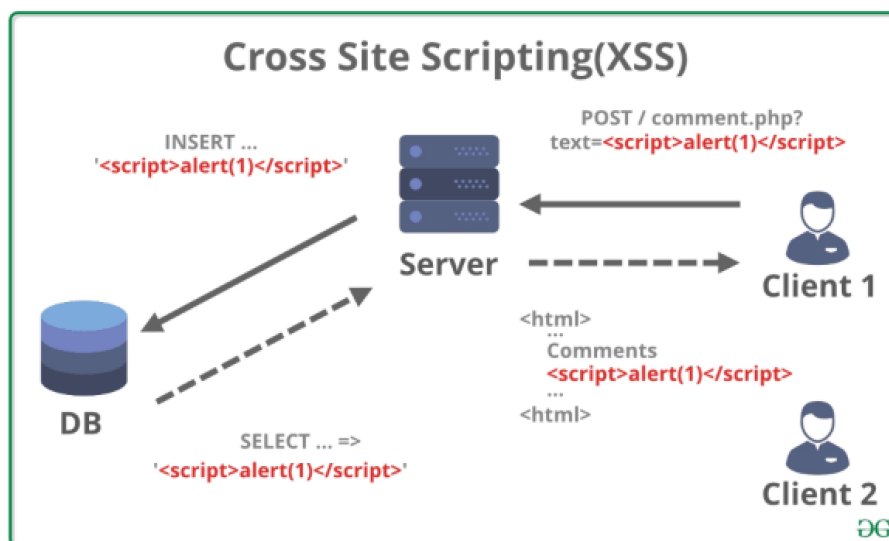 Cross Site Scripting(XSS)
INSERT ...
'<script>alert(1)</script>'
POST / comment.php?
text=<script>alert(1)</script>
Server
Client 1
<html>
...
Comments
<script>alert(1)</script>
...
<html>
DB
SELECT ... =>
'<script>alert(1)</script>'
Client 2